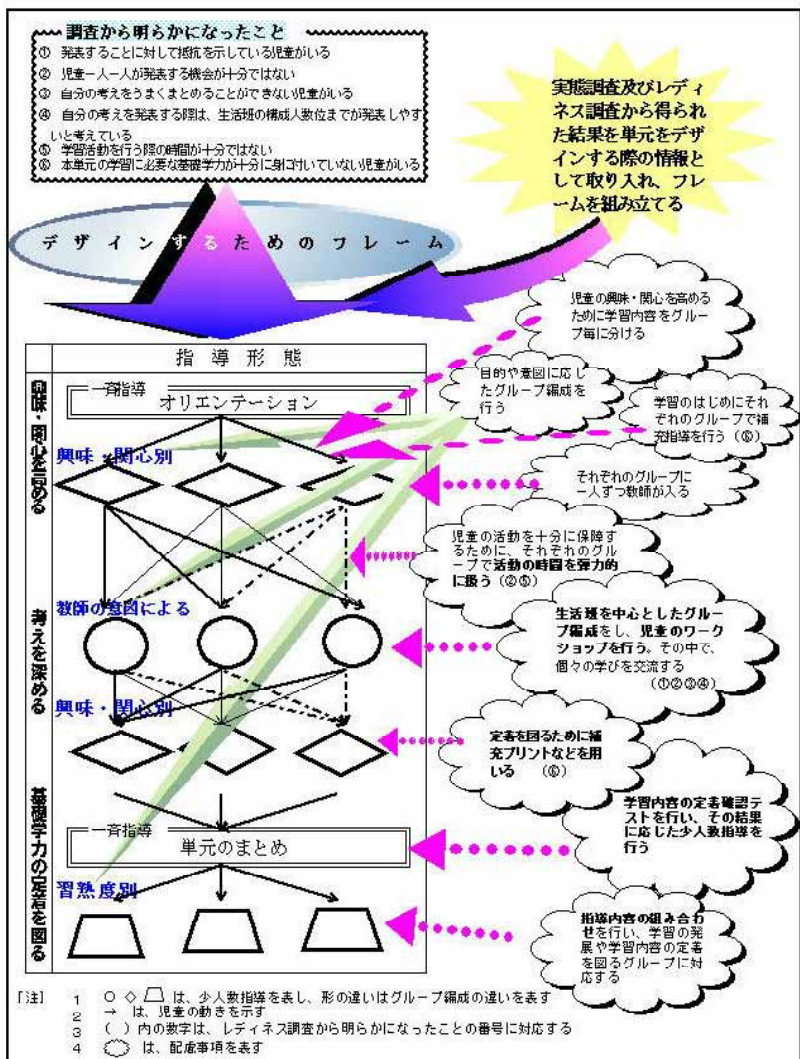 調査から明らかになったこと
① 発表することに対して抵抗を示している児童がいる
② 児童一人一人が発表する機会が十分ではない
③ 自分の考えをうまくまとめることができない児童がいる
④ 自分の考えを発表する際は、生活班の構成人数位までが発表しやす
いと考えている
⑤ 学習活動を行う際の時間が十分ではない
⑥ 本単元の学習に必要な基礎学力が十分に身に付いていない児童がいる
実態調査及びレディ
ネス調査から得られ
た結果を単元をデザ
インする際の情報と
して取り入れ、フレ
ームを組み立てる
デザインするためのフレーム
児童の興味・関心を高める
ために学習内容をグルー
プ毎に分ける
目的や意図に応じ
たグループ編成を
行う
学習のはじめにそれ
ぞれのグループで補
充指導を行う(⑥)
それぞれのグループに
一人ずつ教師が入る
児童の活動を十分に保障す
るために、それぞれのグル
ープで活動の時間を弾力的
に扱う(②⑤)
生活班を中心としたグルー
プ編成をし、児童のワーク
ショップを行う。その中で、
個々の学びを交流する
(①②③④)
定着を図るために補
充プリントなどを用
いる (⑥)
学習内容の定着確認テ
ストを行い、その結果
に応じた少人数指導を
行う
指導内容の組み合わ
せを行い、学習の発
展や学習内容の定着
を図るグループに対
応する
指導形態
興味・関心を高める
一斉指導
オリエンテーション
興味・関心別
教師の意図による
考えを深める
興味・関心別
基礎学力の定着を図る
一斉指導
単元のまとめ
習熟度別
[注] 1 ○ ◇ は、少人数指導を表し、形の違いはグループ編成の違いを表す
2 → は、児童の動きを示す
3 ( )内の数字は、レディネス調査から明らかになったことの番号に対応する
4 は、配慮事項を表す